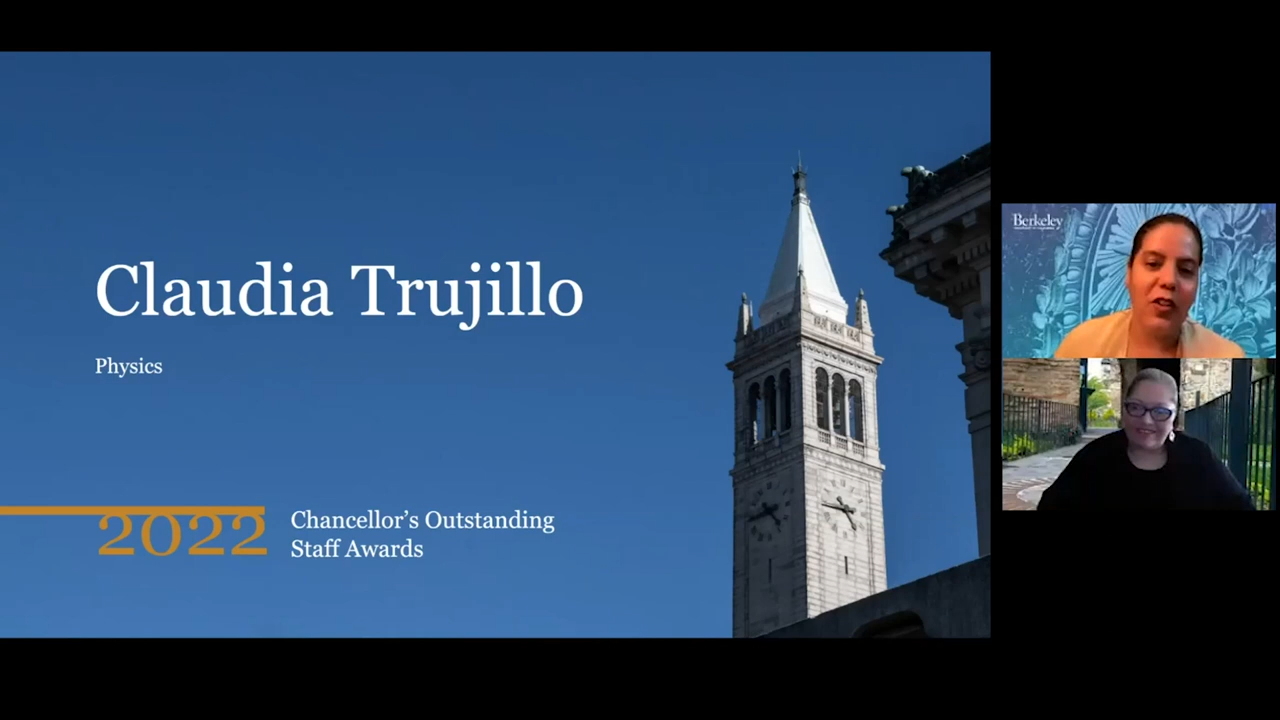 Claudia Trujillo
Physics
2022
Chancellor's Outstanding
Staff Awards
Berkeley